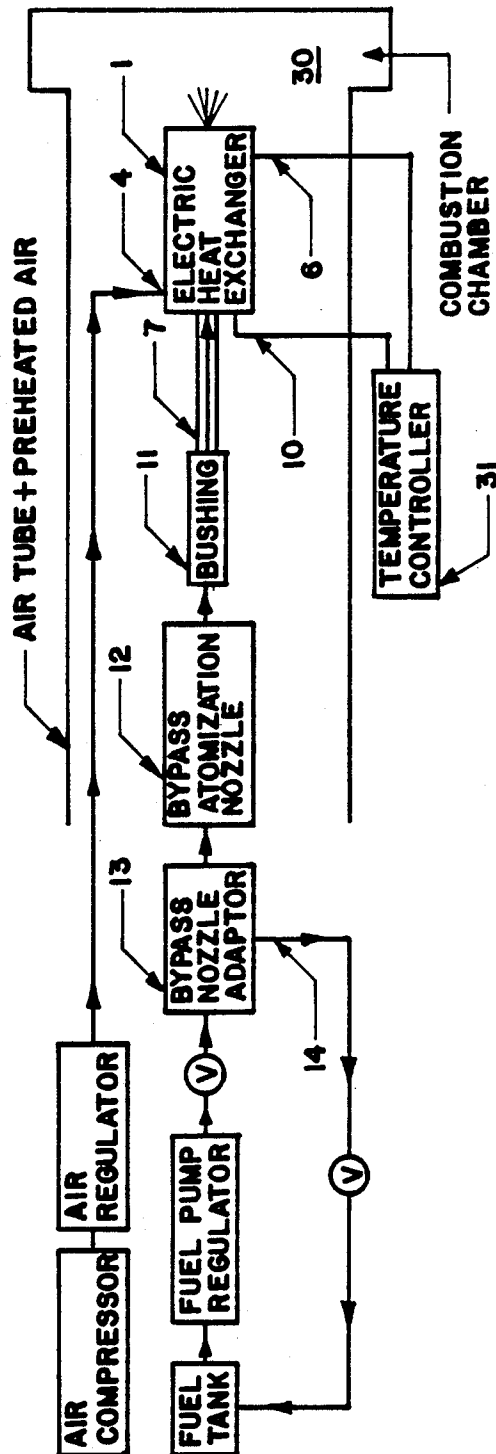 AIR TUBE+PREHEATED AIR
AIR
COMPRESSOR
AIR
REGULATOR
7
4
1
11
12
13
FUEL
TANK
FUEL PUMP
REGULATOR
V
BYPASS
NOZZLE
ADAPTOR
BYPASS
ATOMIZATION
NOZZLE
BUSHING
ELECTRIC
HEAT
EXCHANGER
30
14
V
10
6
TEMPERATURE
CONTROLLER
31
COMBUSTION
CHAMBER